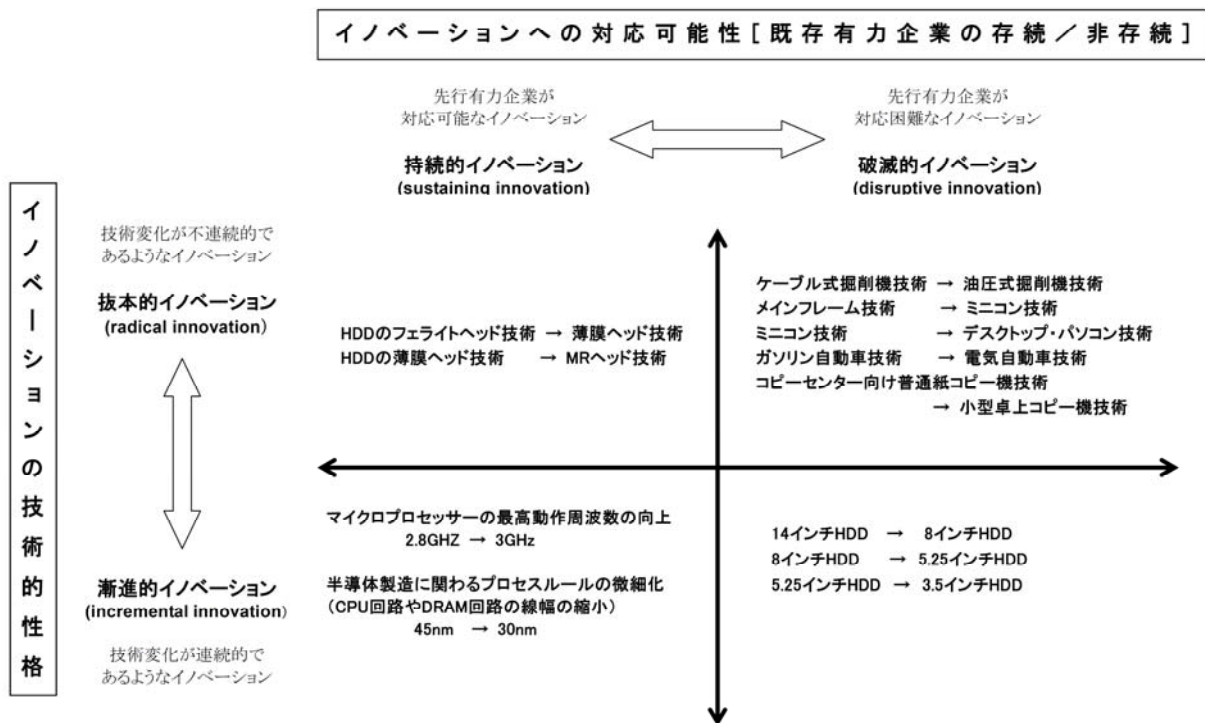 イノベーションへの対応可能性[既存有力企業の存続／非存続]
先行有力企業が
対応可能なイノベーション
持続的イノベーション
(sustaining innovation)
先行有力企業が
対応困難なイノベーション
破滅的イノベーション
(disruptive innovation)
イノベーションの技術的性格
技術変化が不連続的で
あるようなイノベーション
抜本的イノベーション
(radical innovation)
HDDのフェライトヘッド技術 → 薄膜ヘッド技術
HDDの薄膜ヘッド技術 → MRヘッド技術
ケーブル式掘削機技術 → 油圧式掘削機技術
メインフレーム技術 → ミニコン技術
ミニコン技術 → デスクトップ・パソコン技術
ガソリン自動車技術 → 電気自動車技術
コピーセンター向け普通紙コピー機技術
→ 小型卓上コピー機技術
漸進的イノベーション
(incremental innovation)
技術変化が連続的で
あるようなイノベーション
マイクロプロセッサーの最高動作周波数の向上
2.8GHZ → 3GHz
半導体製造に関わるプロセスルールの微細化
（CPU回路やDRAM回路の線幅の縮小）
45nm → 30nm
14インチHDD → 8インチHDD
8インチHDD → 5.25インチHDD
5.25インチHDD → 3.5インチHDD